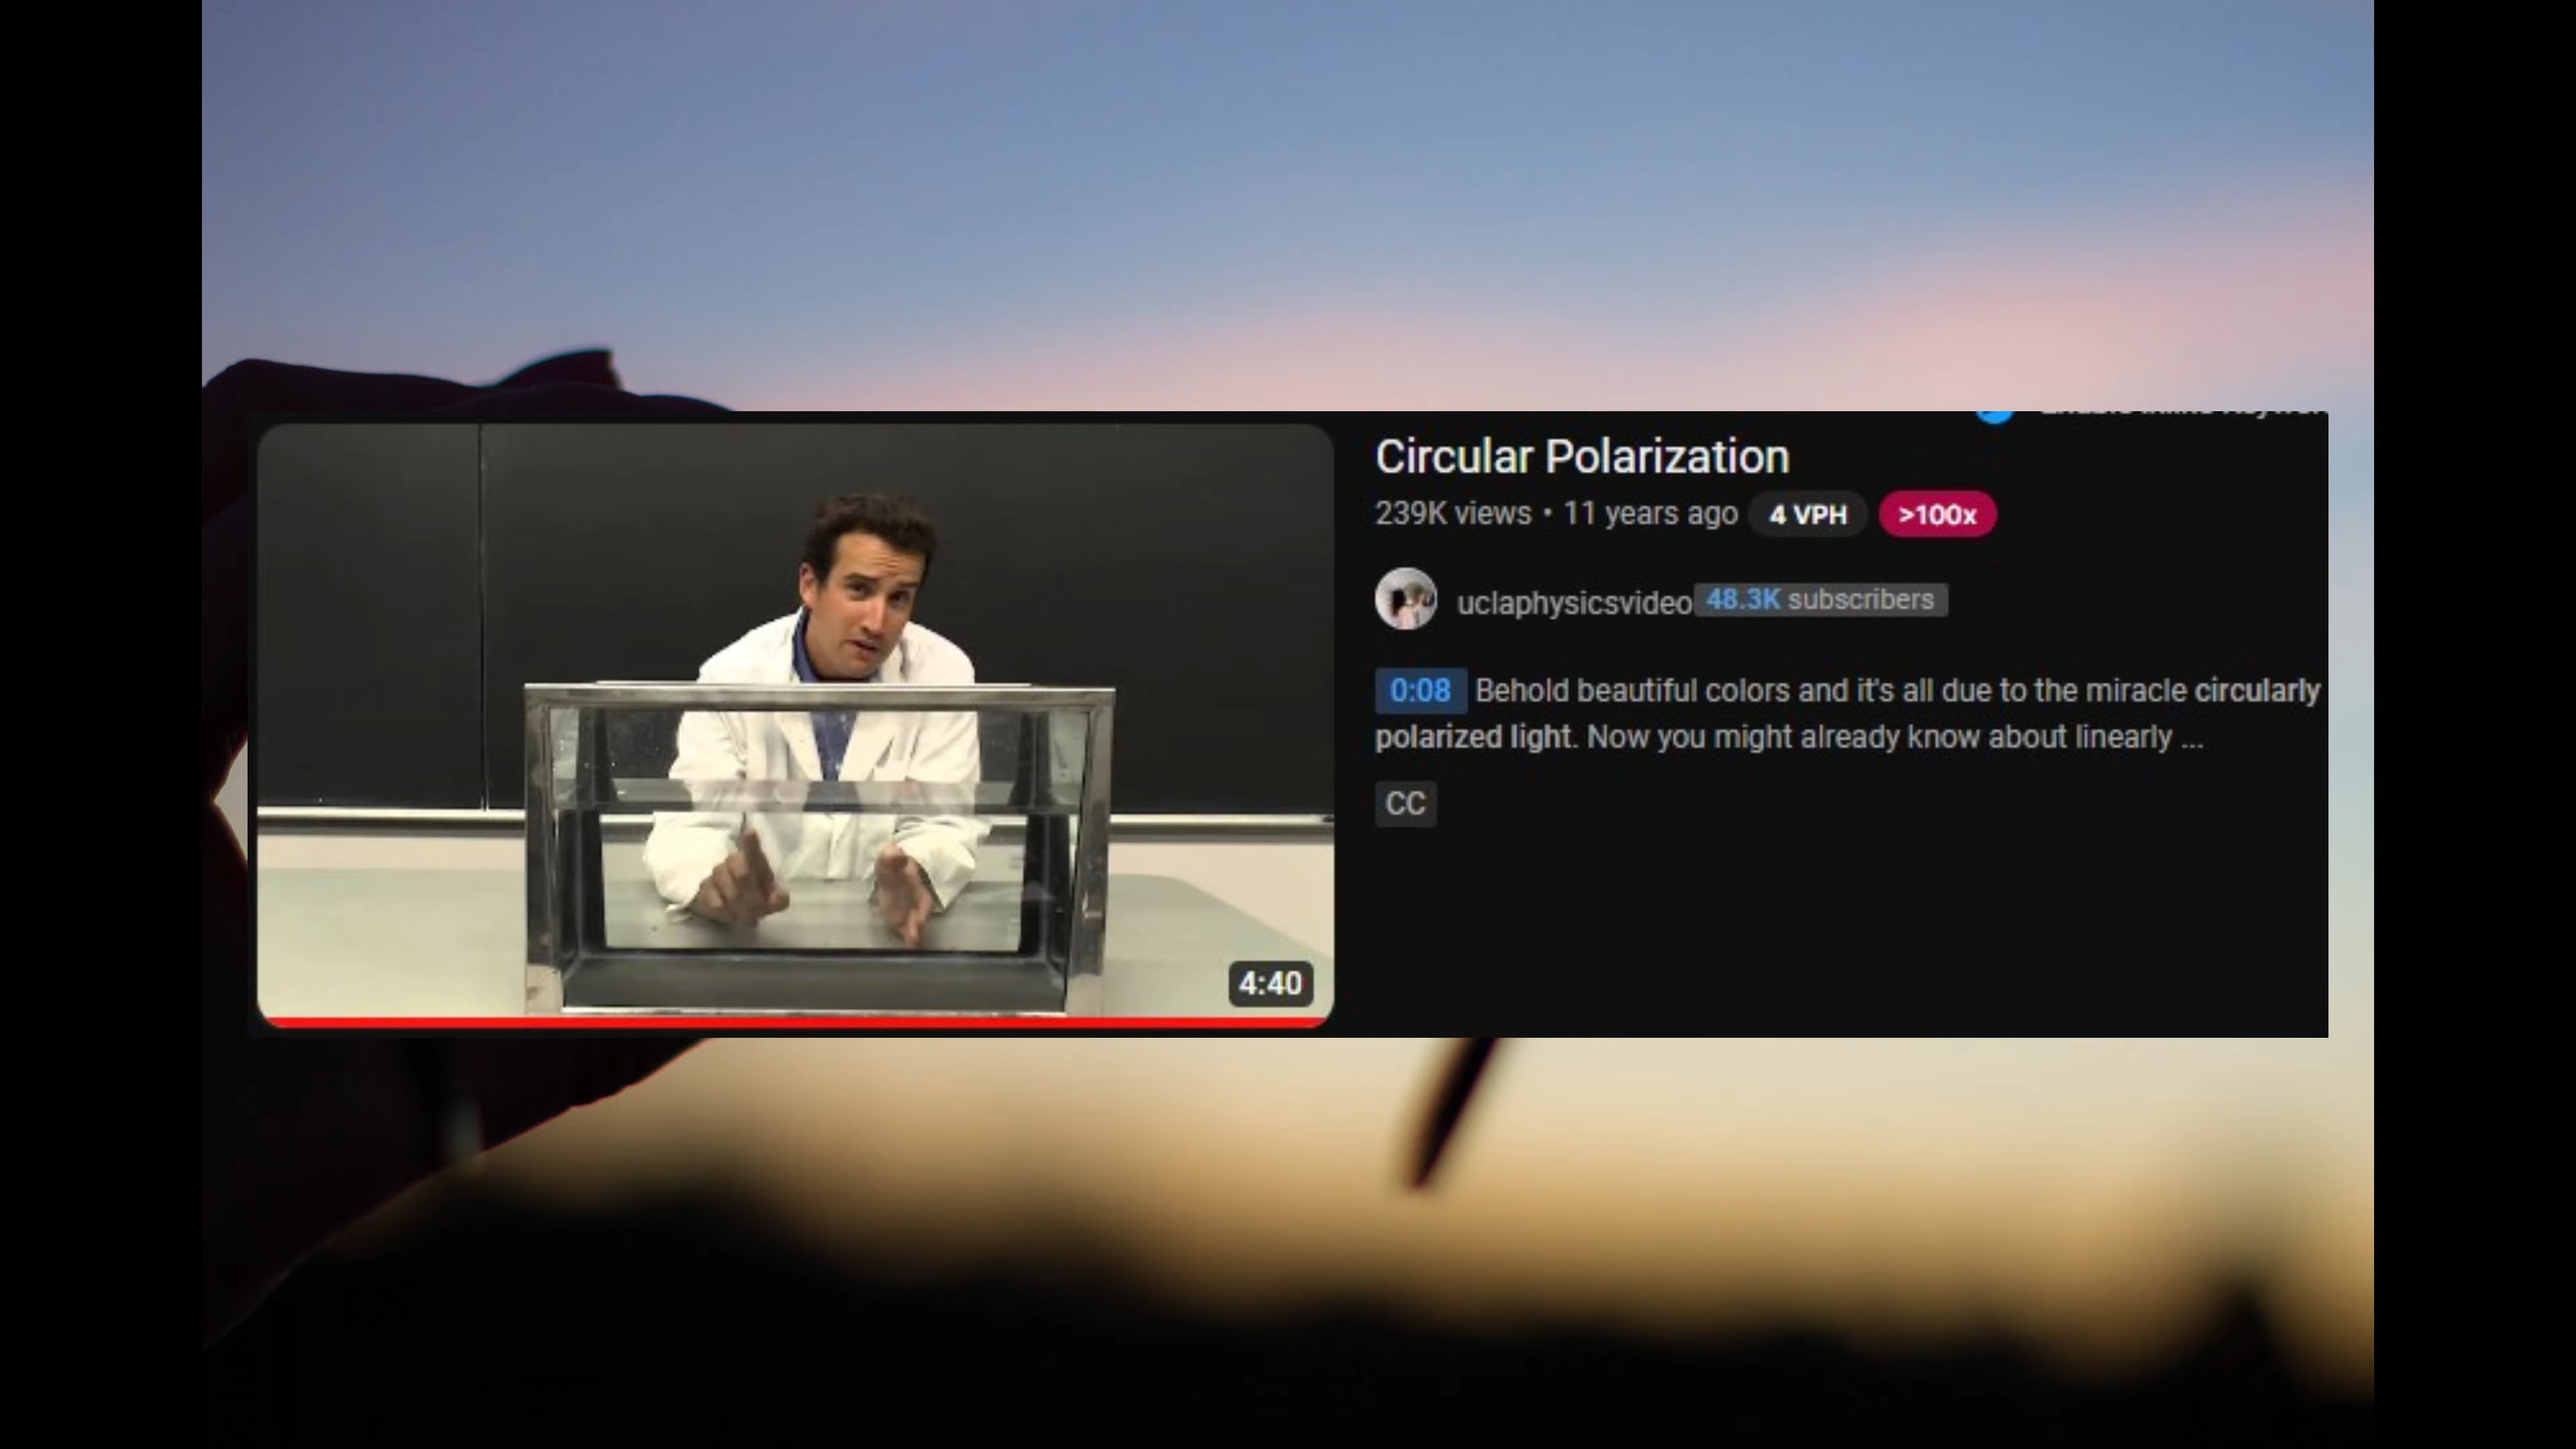 Circular Polarization
239K views • 11 years ago 4 VPH >100x
uclaphysicsvideo 48.3K subscribers
0:08 Behold beautiful colors and it's all due to the miracle circularly
polarized light. Now you might already know about linearly ...
CC
4:40